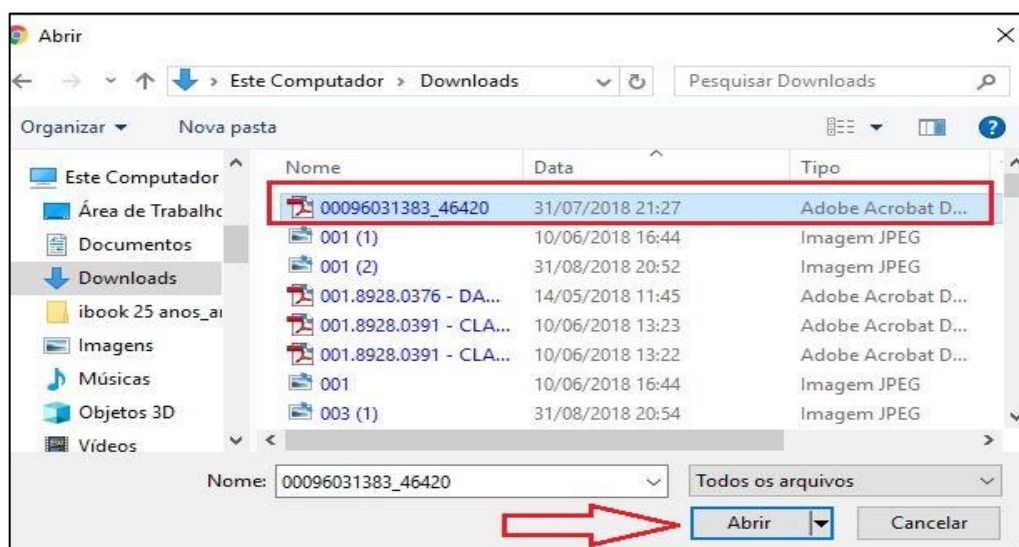 Abrir
Este Computador > Downloads
Pesquisar Downloads
Organizar
Nova pasta
Nome Data Tipo
00096031383_46420 31/07/2018 21:27 Adobe Acrobat D...
001 (1) 10/06/2018 16:44 Imagem JPEG
001 (2) 31/08/2018 20:52 Imagem JPEG
001.8928.0376 - DA... 14/05/2018 11:45 Adobe Acrobat D...
001.8928.0391 - CLA... 10/06/2018 13:23 Adobe Acrobat D...
001.8928.0391 - CLA... 10/06/2018 13:22 Adobe Acrobat D...
001 10/06/2018 16:44 Imagem JPEG
003 (1) 31/08/2018 20:54 Imagem JPEG
Este Computador
Área de Trabalho
Documentos
Downloads
ibook 25 anos_ar
Imagens
Músicas
Objetos 3D
Vídeos
Nome: 00096031383_46420
Todos os arquivos
Abrir
Cancelar